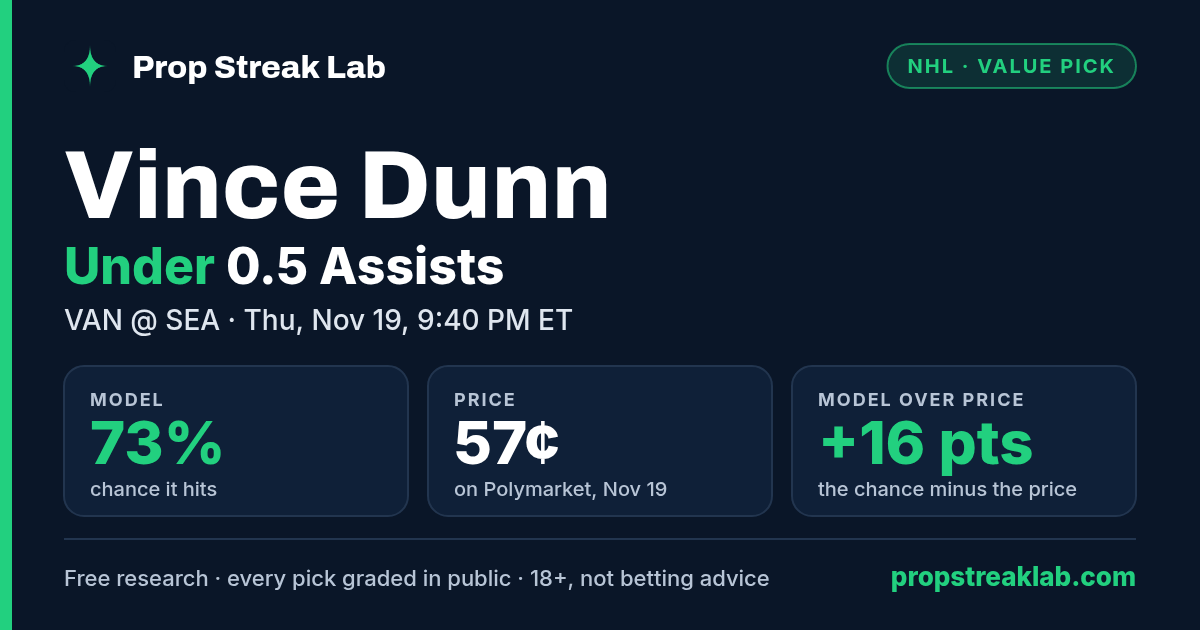 Prop Streak Lab
NHL · VALUE PICK
Vince Dunn
Under 0.5 Assists
VAN @ SEA · Thu, Nov 19, 9:40 PM ET
MODEL
73%
chance it hits
PRICE
57¢
on Polymarket, Nov 19
MODEL OVER PRICE
+16 pts
the chance minus the price
Free research · every pick graded in public · 18+, not betting advice
propstreaklab.com